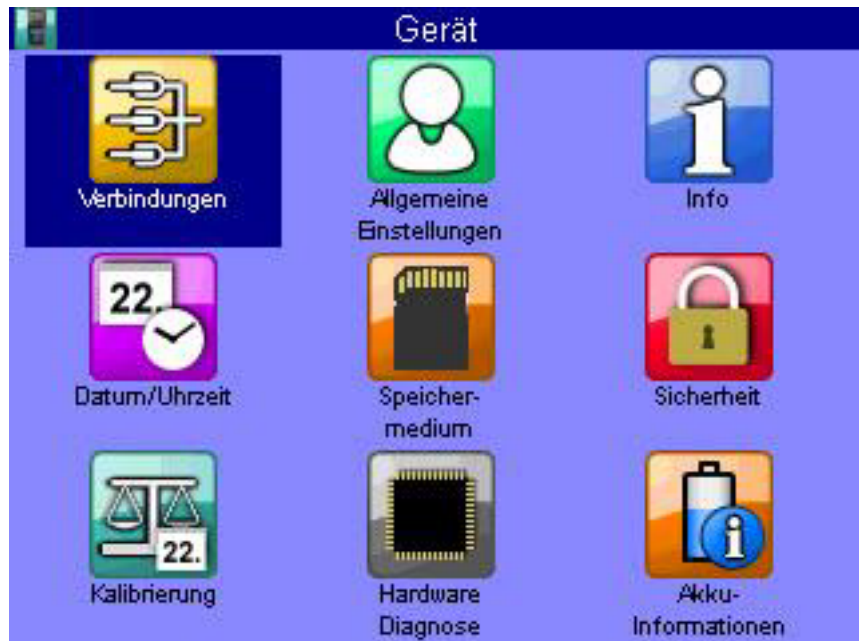 Gerät
Verbindungen
Allgemeine
Einstellungen
Info
22.
Datum/Uhrzeit
Speicher-
medium
Sicherheit
22.
Kalibrierung
Hardware
Diagnose
Akku-
Informationen